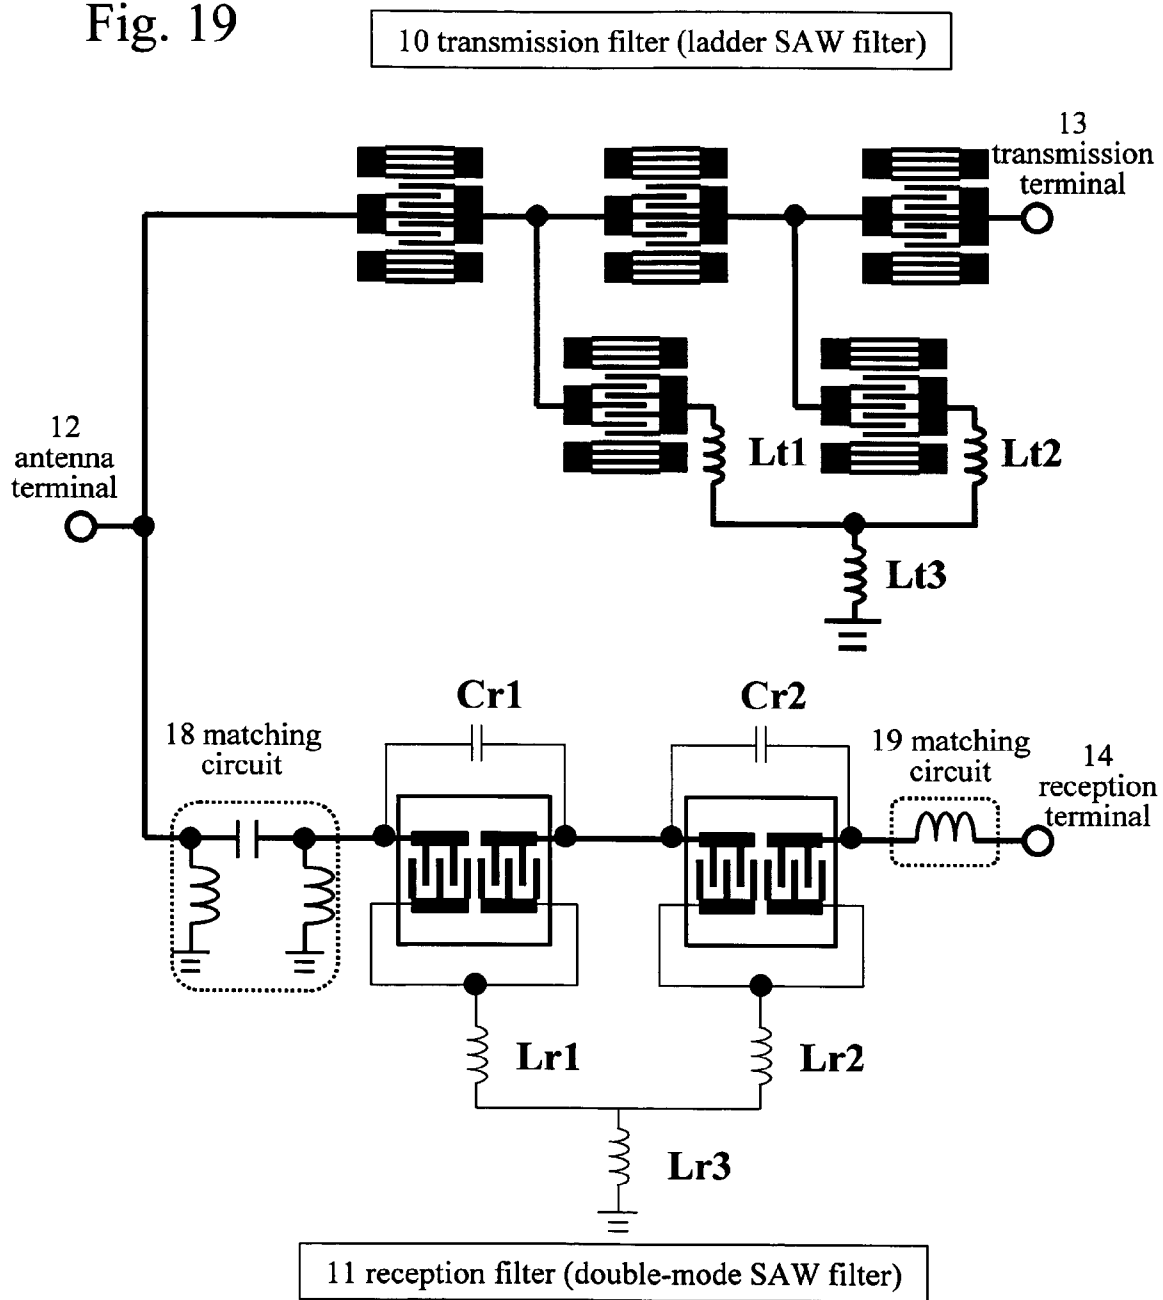 Fig. 19
10 transmission filter (ladder SAW filter)
13
transmission
terminal
12
antenna
terminal
Lt1
Lt2
Lt3
Cr1
Cr2
18 matching
circuit
19 matching
circuit
14
reception
terminal
Lr1
Lr2
Lr3
11 reception filter (double-mode SAW filter)